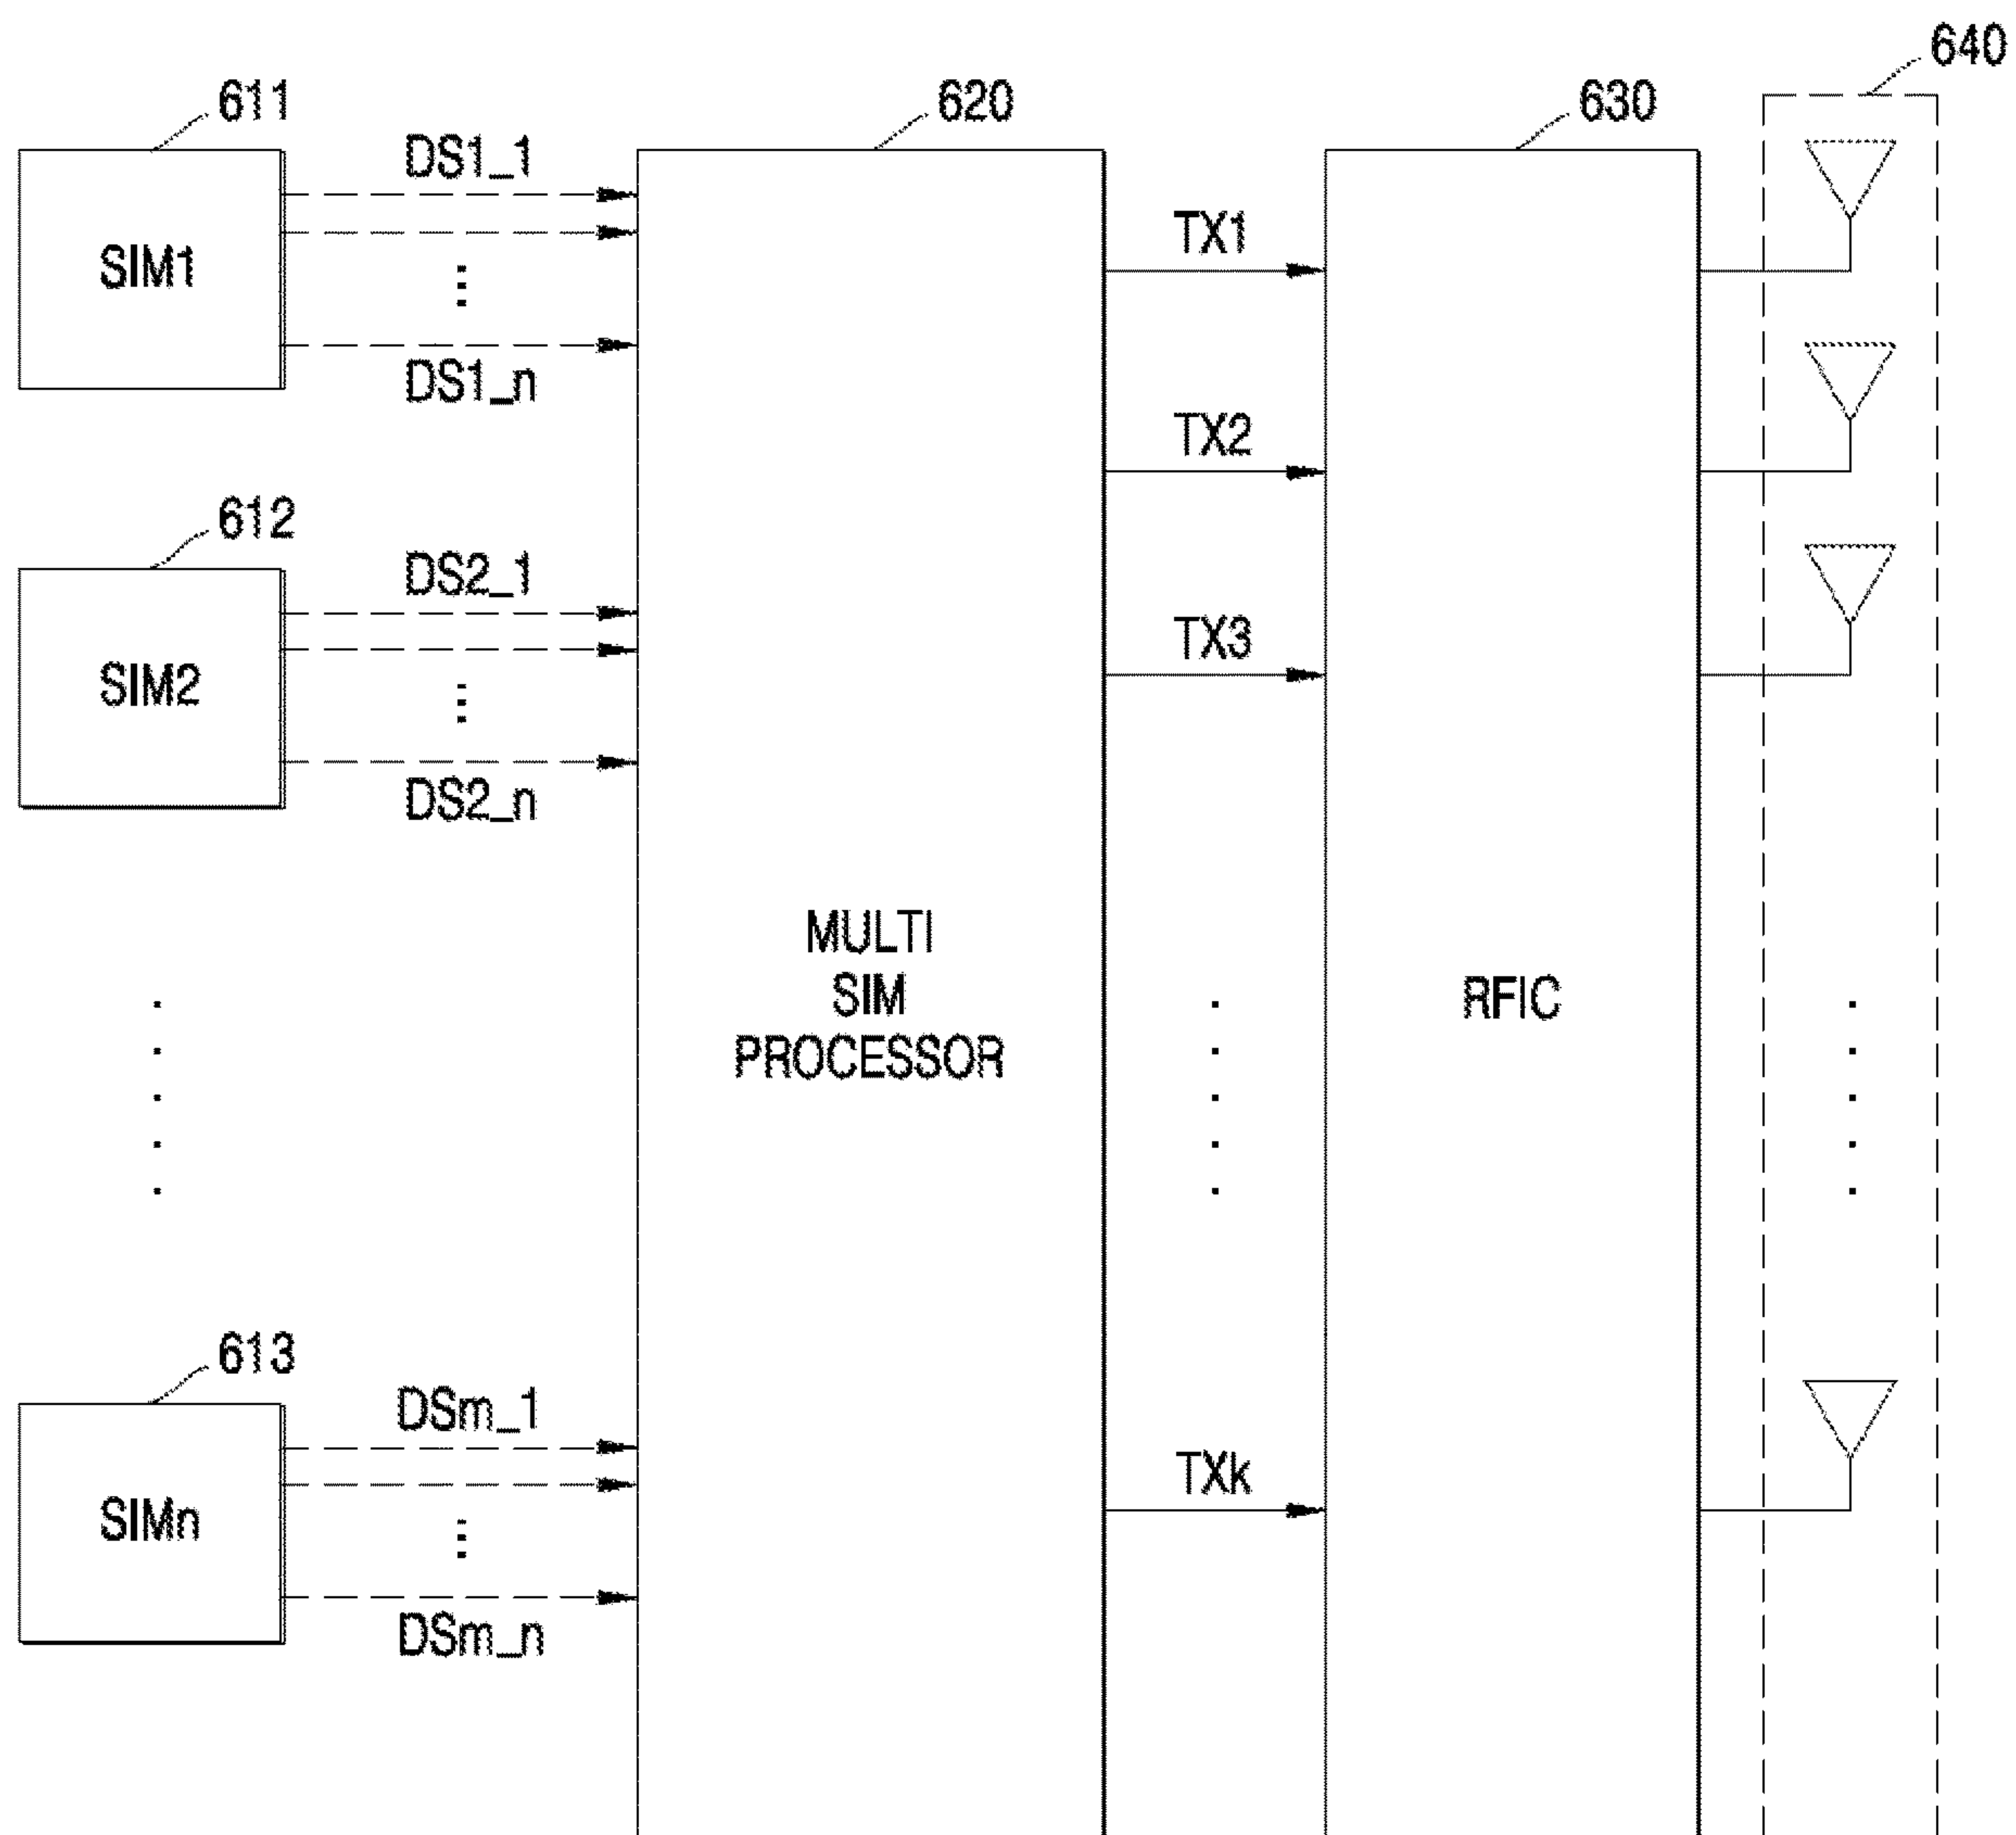 640
611
620
630
DS1_1
TX1
SIM1
DS1_n
TX2
612
DS2_1
TX3
SIM2
DS2_n
MULTI
SIM
PROCESSOR
RFIC
613
DSm_1
TXk
SIMn
DSm_n